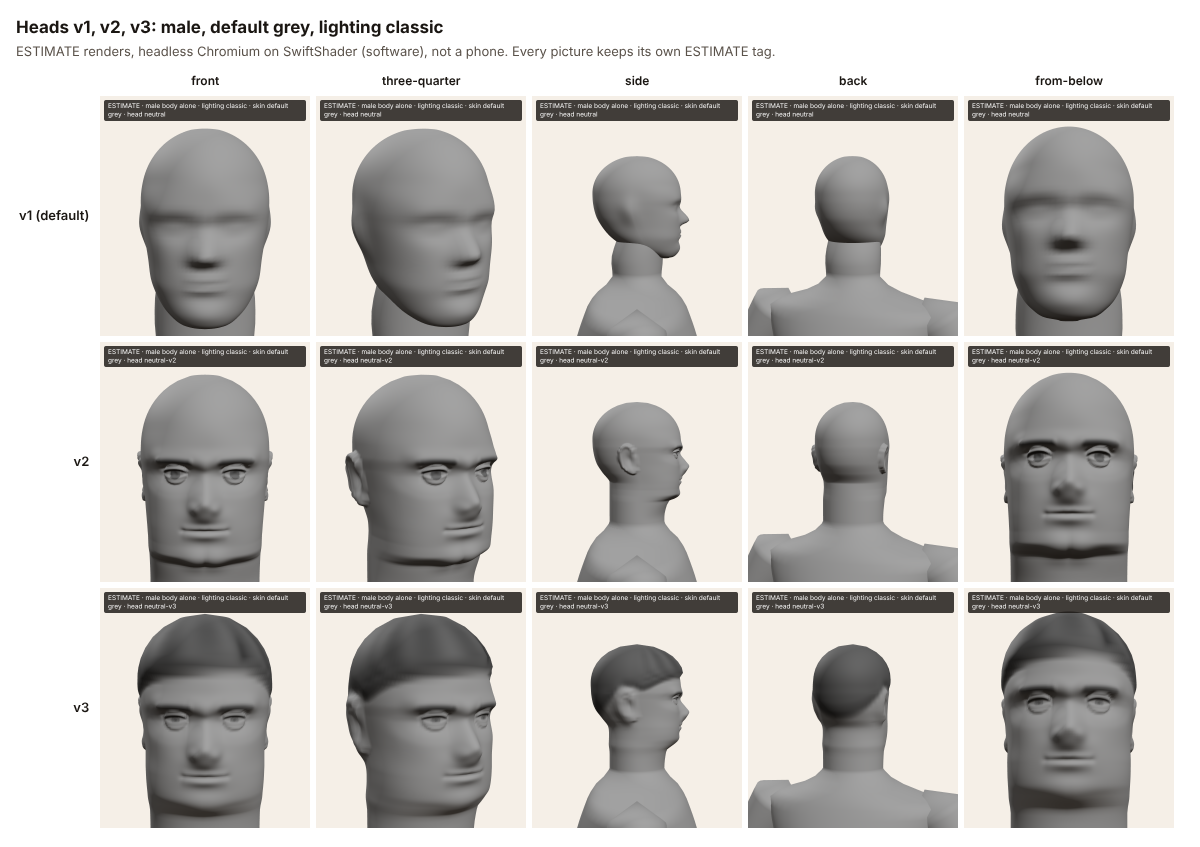 Heads v1, v2, v3: male, default grey, lighting classic
ESTIMATE renders, headless Chromium on SwiftShader (software), not a phone. Every picture keeps its own ESTIMATE tag.
front three-quarter side back from-below
ESTIMATE · male body alone · lighting classic · skin default
grey · head neutral
ESTIMATE · male body alone · lighting classic · skin default
grey · head neutral
ESTIMATE · male body alone · lighting classic · skin default
grey · head neutral
ESTIMATE · male body alone · lighting classic · skin default
grey · head neutral
ESTIMATE · male body alone · lighting classic · skin default
grey · head neutral
v1 (default)
ESTIMATE · male body alone · lighting classic · skin default
grey · head neutral-v2
ESTIMATE · male body alone · lighting classic · skin default
grey · head neutral-v2
ESTIMATE · male body alone · lighting classic · skin default
grey · head neutral-v2
ESTIMATE · male body alone · lighting classic · skin default
grey · head neutral-v2
ESTIMATE · male body alone · lighting classic · skin default
grey · head neutral-v2
v2
ESTIMATE · male body alone · lighting classic · skin default
grey · head neutral-v3
ESTIMATE · male body alone · lighting classic · skin default
grey · head neutral-v3
ESTIMATE · male body alone · lighting classic · skin default
grey · head neutral-v3
ESTIMATE · male body alone · lighting classic · skin default
grey · head neutral-v3
ESTIMATE · male body alone · lighting classic · skin default
grey · head neutral-v3
v3